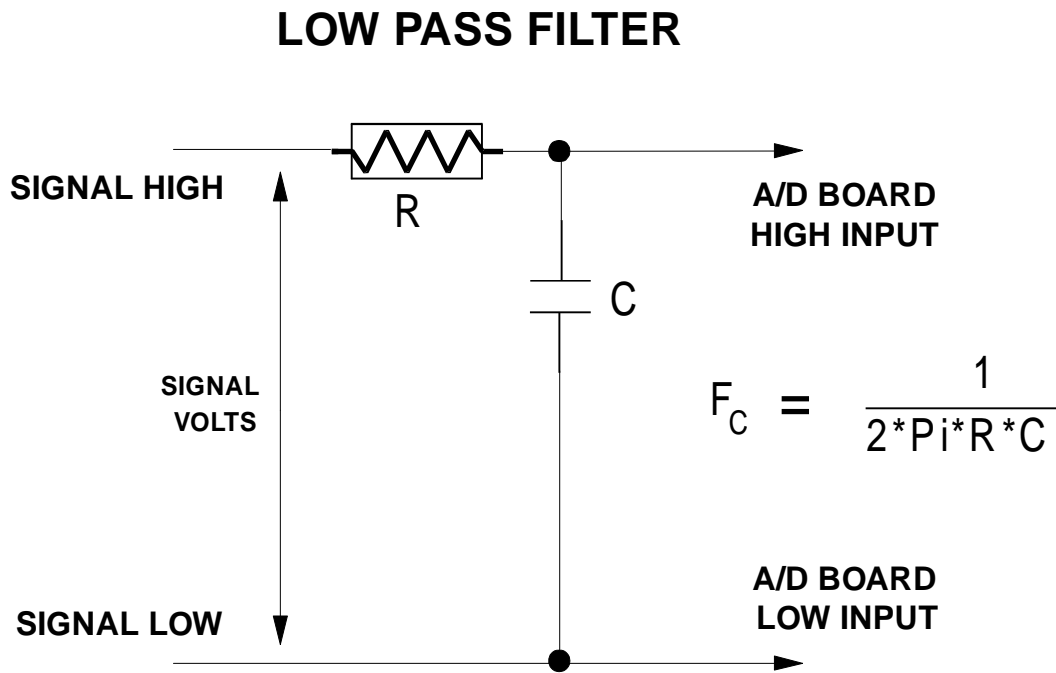 LOW PASS FILTER
SIGNAL HIGH
R
A/D BOARD
HIGH INPUT
C
SIGNAL
VOLTS
F_C = 1
2*Pi*R*C
A/D BOARD
LOW INPUT
SIGNAL LOW